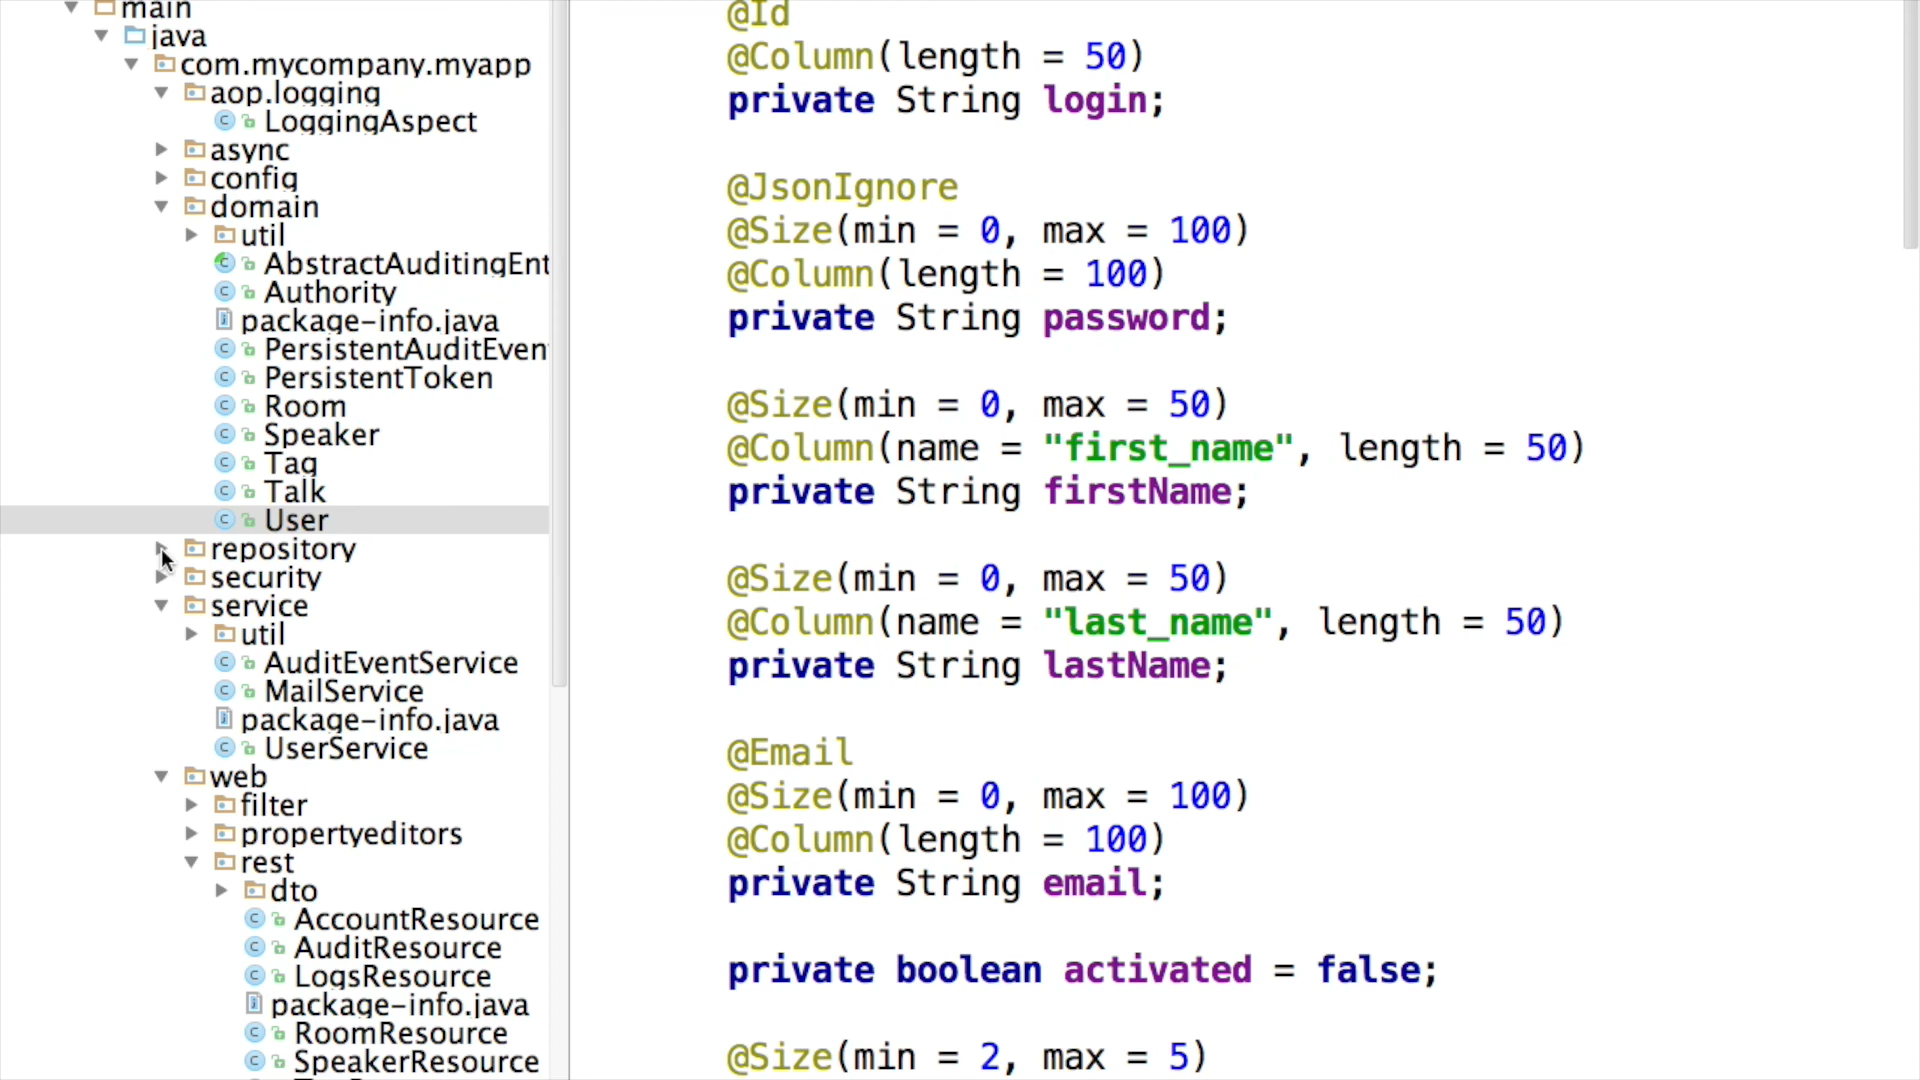 main
java
com.mycompany.myapp
aop.logging
LoggingAspect
async
config
domain
util
AbstractAuditingEnt
Authority
package-info.java
PersistentAuditEven
PersistentToken
Room
Speaker
Tag
Talk
User
repository
security
service
util
AuditEventService
MailService
package-info.java
UserService
web
filter
propertyeditors
rest
dto
AccountResource
AuditResource
LogsResource
package-info.java
RoomResource
SpeakerResource
@Id
@Column(length = 50)
private String login;
@JsonIgnore
@Size(min = 0, max = 100)
@Column(length = 100)
private String password;
@Size(min = 0, max = 50)
@Column(name = "first_name", length = 50)
private String firstName;
@Size(min = 0, max = 50)
@Column(name = "last_name", length = 50)
private String lastName;
@Email
@Size(min = 0, max = 100)
@Column(length = 100)
private String email;
private boolean activated = false;
@Size(min = 2, max = 5)